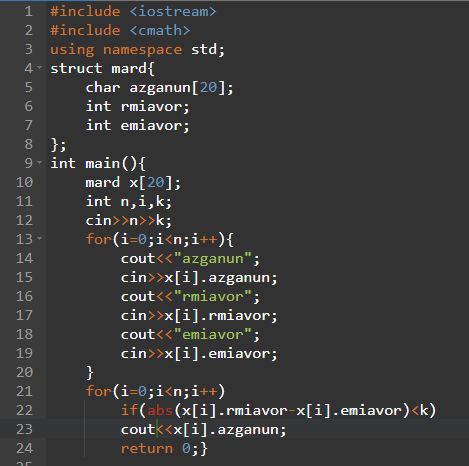 1 #include <iostream>
2 #include <cmath>
3 using namespace std;
4 struct mard{
5     char azganun[20];
6     int rmiavor;
7     int emiavor;
8 };
9 int main(){
10     mard x[20];
11     int n,i,k;
12     cin>>n>>k;
13     for(i=0;i<n;i++){
14         cout<<"azganun";
15         cin>>x[i].azganun;
16         cout<<"rmiavor";
17         cin>>x[i].rmiavor;
18         cout<<"emiavor";
19         cin>>x[i].emiavor;
20     }
21     for(i=0;i<n;i++)
22         if(abs(x[i].rmiavor-x[i].emiavor)<k)
23         cout<<x[i].azganun;
24         return 0;}